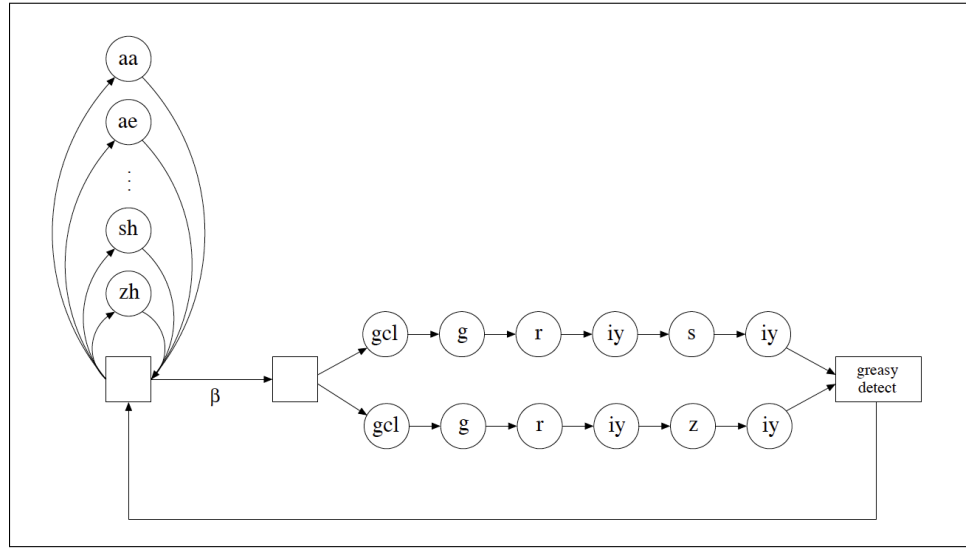 aa
ae
...
sh
zh
β
gcl g r iy s iy
greasy
detect
gcl g r iy z iy